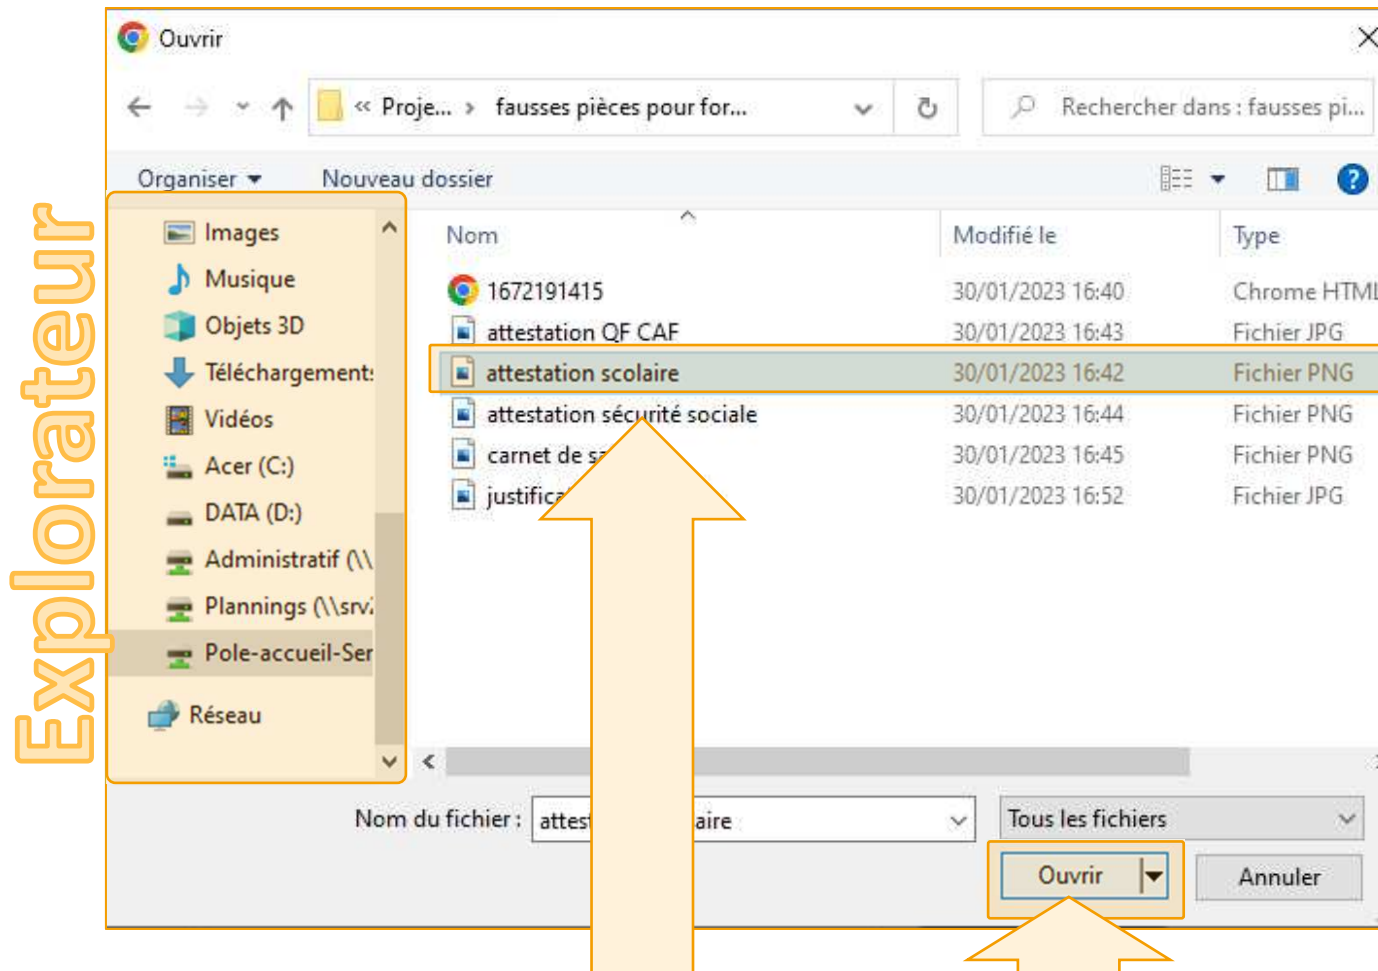 Ouvrir
« Proje... › fausses pièces pour for...
Rechercher dans : fausses pi...
Organiser
Nouveau dossier
Explorateur
Images
Musique
Objets 3D
Téléchargements
Vidéos
Acer (C:)
DATA (D:)
Administratif (\\
Plannings (\\srv
Pole-accueil-Ser
Réseau
Nom Modifié le Type
1672191415 30/01/2023 16:40 Chrome HTML
attestation QF CAF 30/01/2023 16:43 Fichier JPG
attestation scolaire 30/01/2023 16:42 Fichier PNG
attestation sécurité sociale 30/01/2023 16:44 Fichier PNG
carnet de sa 30/01/2023 16:45 Fichier PNG
justifica 30/01/2023 16:52 Fichier JPG
Nom du fichier : attes aire
Tous les fichiers
Ouvrir
Annuler